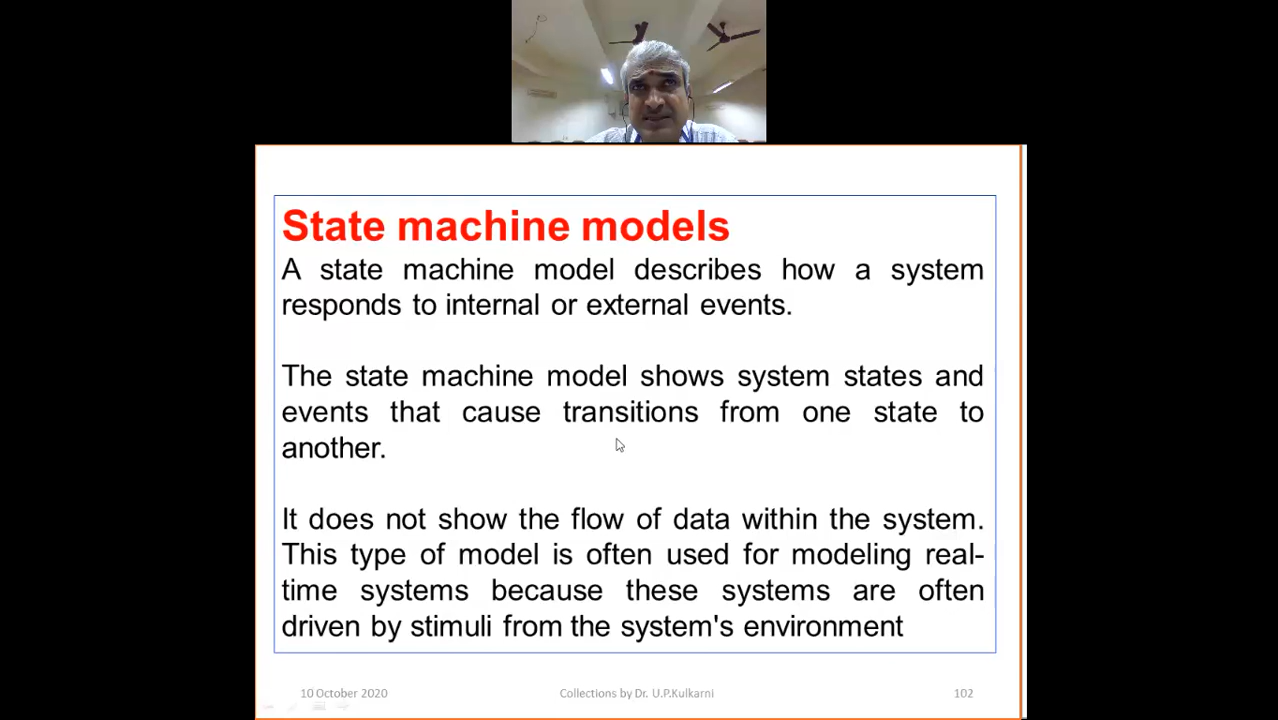 State machine models
A state machine model describes how a system
responds to internal or external events.
The state machine model shows system states and
events that cause transitions from one state to
another.
It does not show the flow of data within the system.
This type of model is often used for modeling real-
time systems because these systems are often
driven by stimuli from the system's environment
10 October 2020
Collections by Dr. U.P.Kulkarni
102